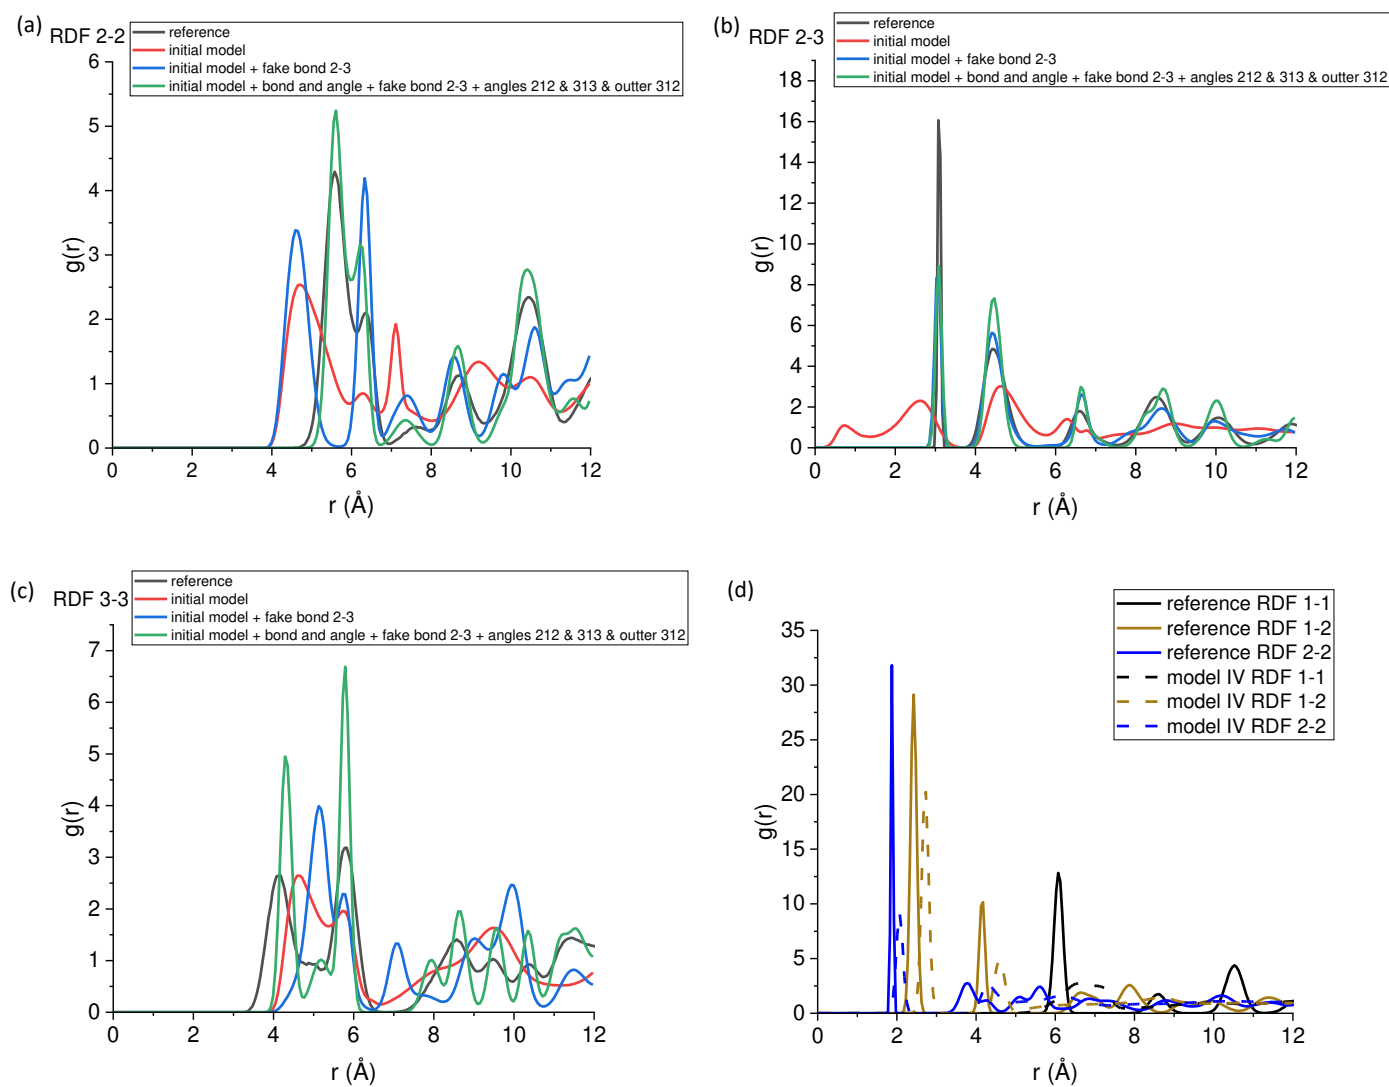 (a)
RDF 2-2
reference
initial model
initial model + fake bond 2-3
initial model + bond and angle + fake bond 2-3 + angles 212 & 313 & outter 312
6
5
4
3
2
1
0
g(r)
0 2 4 6 8 10 12
r (Å)
(b)
RDF 2-3
reference
initial model
initial model + fake bond 2-3
initial model + bond and angle + fake bond 2-3 + angles 212 & 313 & outter 312
18
16
14
12
10
8
6
4
2
0
g(r)
0 2 4 6 8 10 12
r (Å)
(c)
RDF 3-3
reference
initial model
initial model + fake bond 2-3
initial model + bond and angle + fake bond 2-3 + angles 212 & 313 & outter 312
7
6
5
4
3
2
1
0
g(r)
0 2 4 6 8 10 12
r (Å)
(d)
reference RDF 1-1
reference RDF 1-2
reference RDF 2-2
model IV RDF 1-1
model IV RDF 1-2
model IV RDF 2-2
35
30
25
20
15
10
5
0
g(r)
0 2 4 6 8 10 12
r (Å)